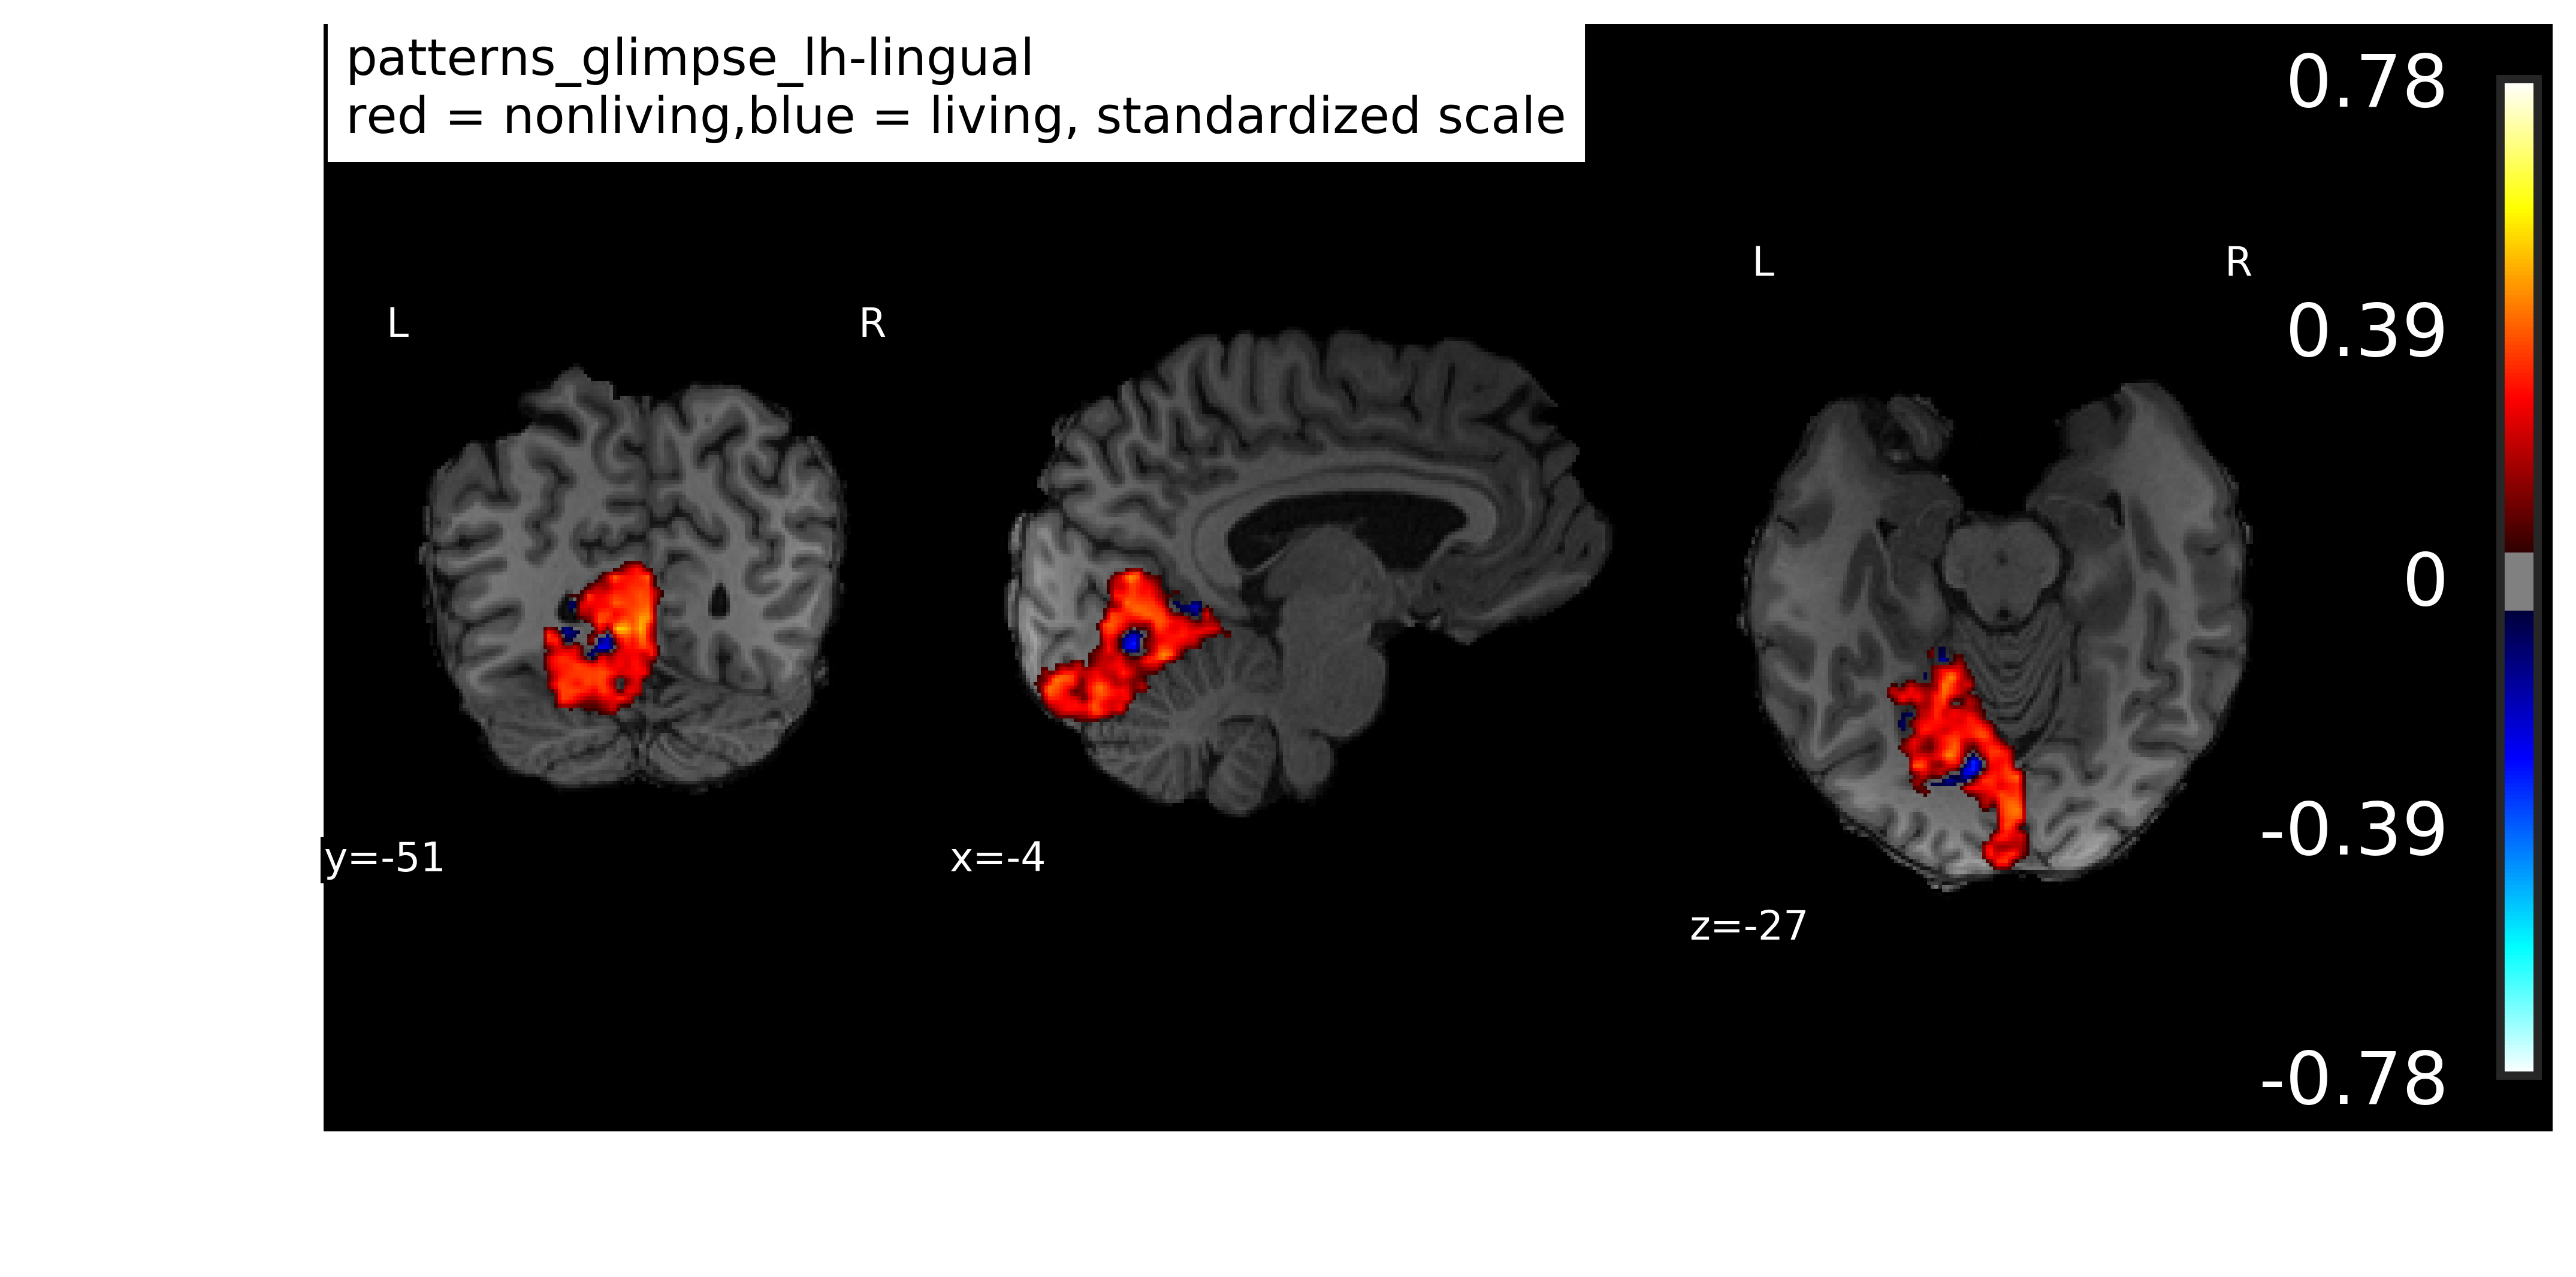 patterns_glimpse_lh-lingual
red = nonliving,blue = living, standardized scale
L
R
y=-51
x=-4
L
R
z=-27
0.78
0.39
0
-0.39
-0.78